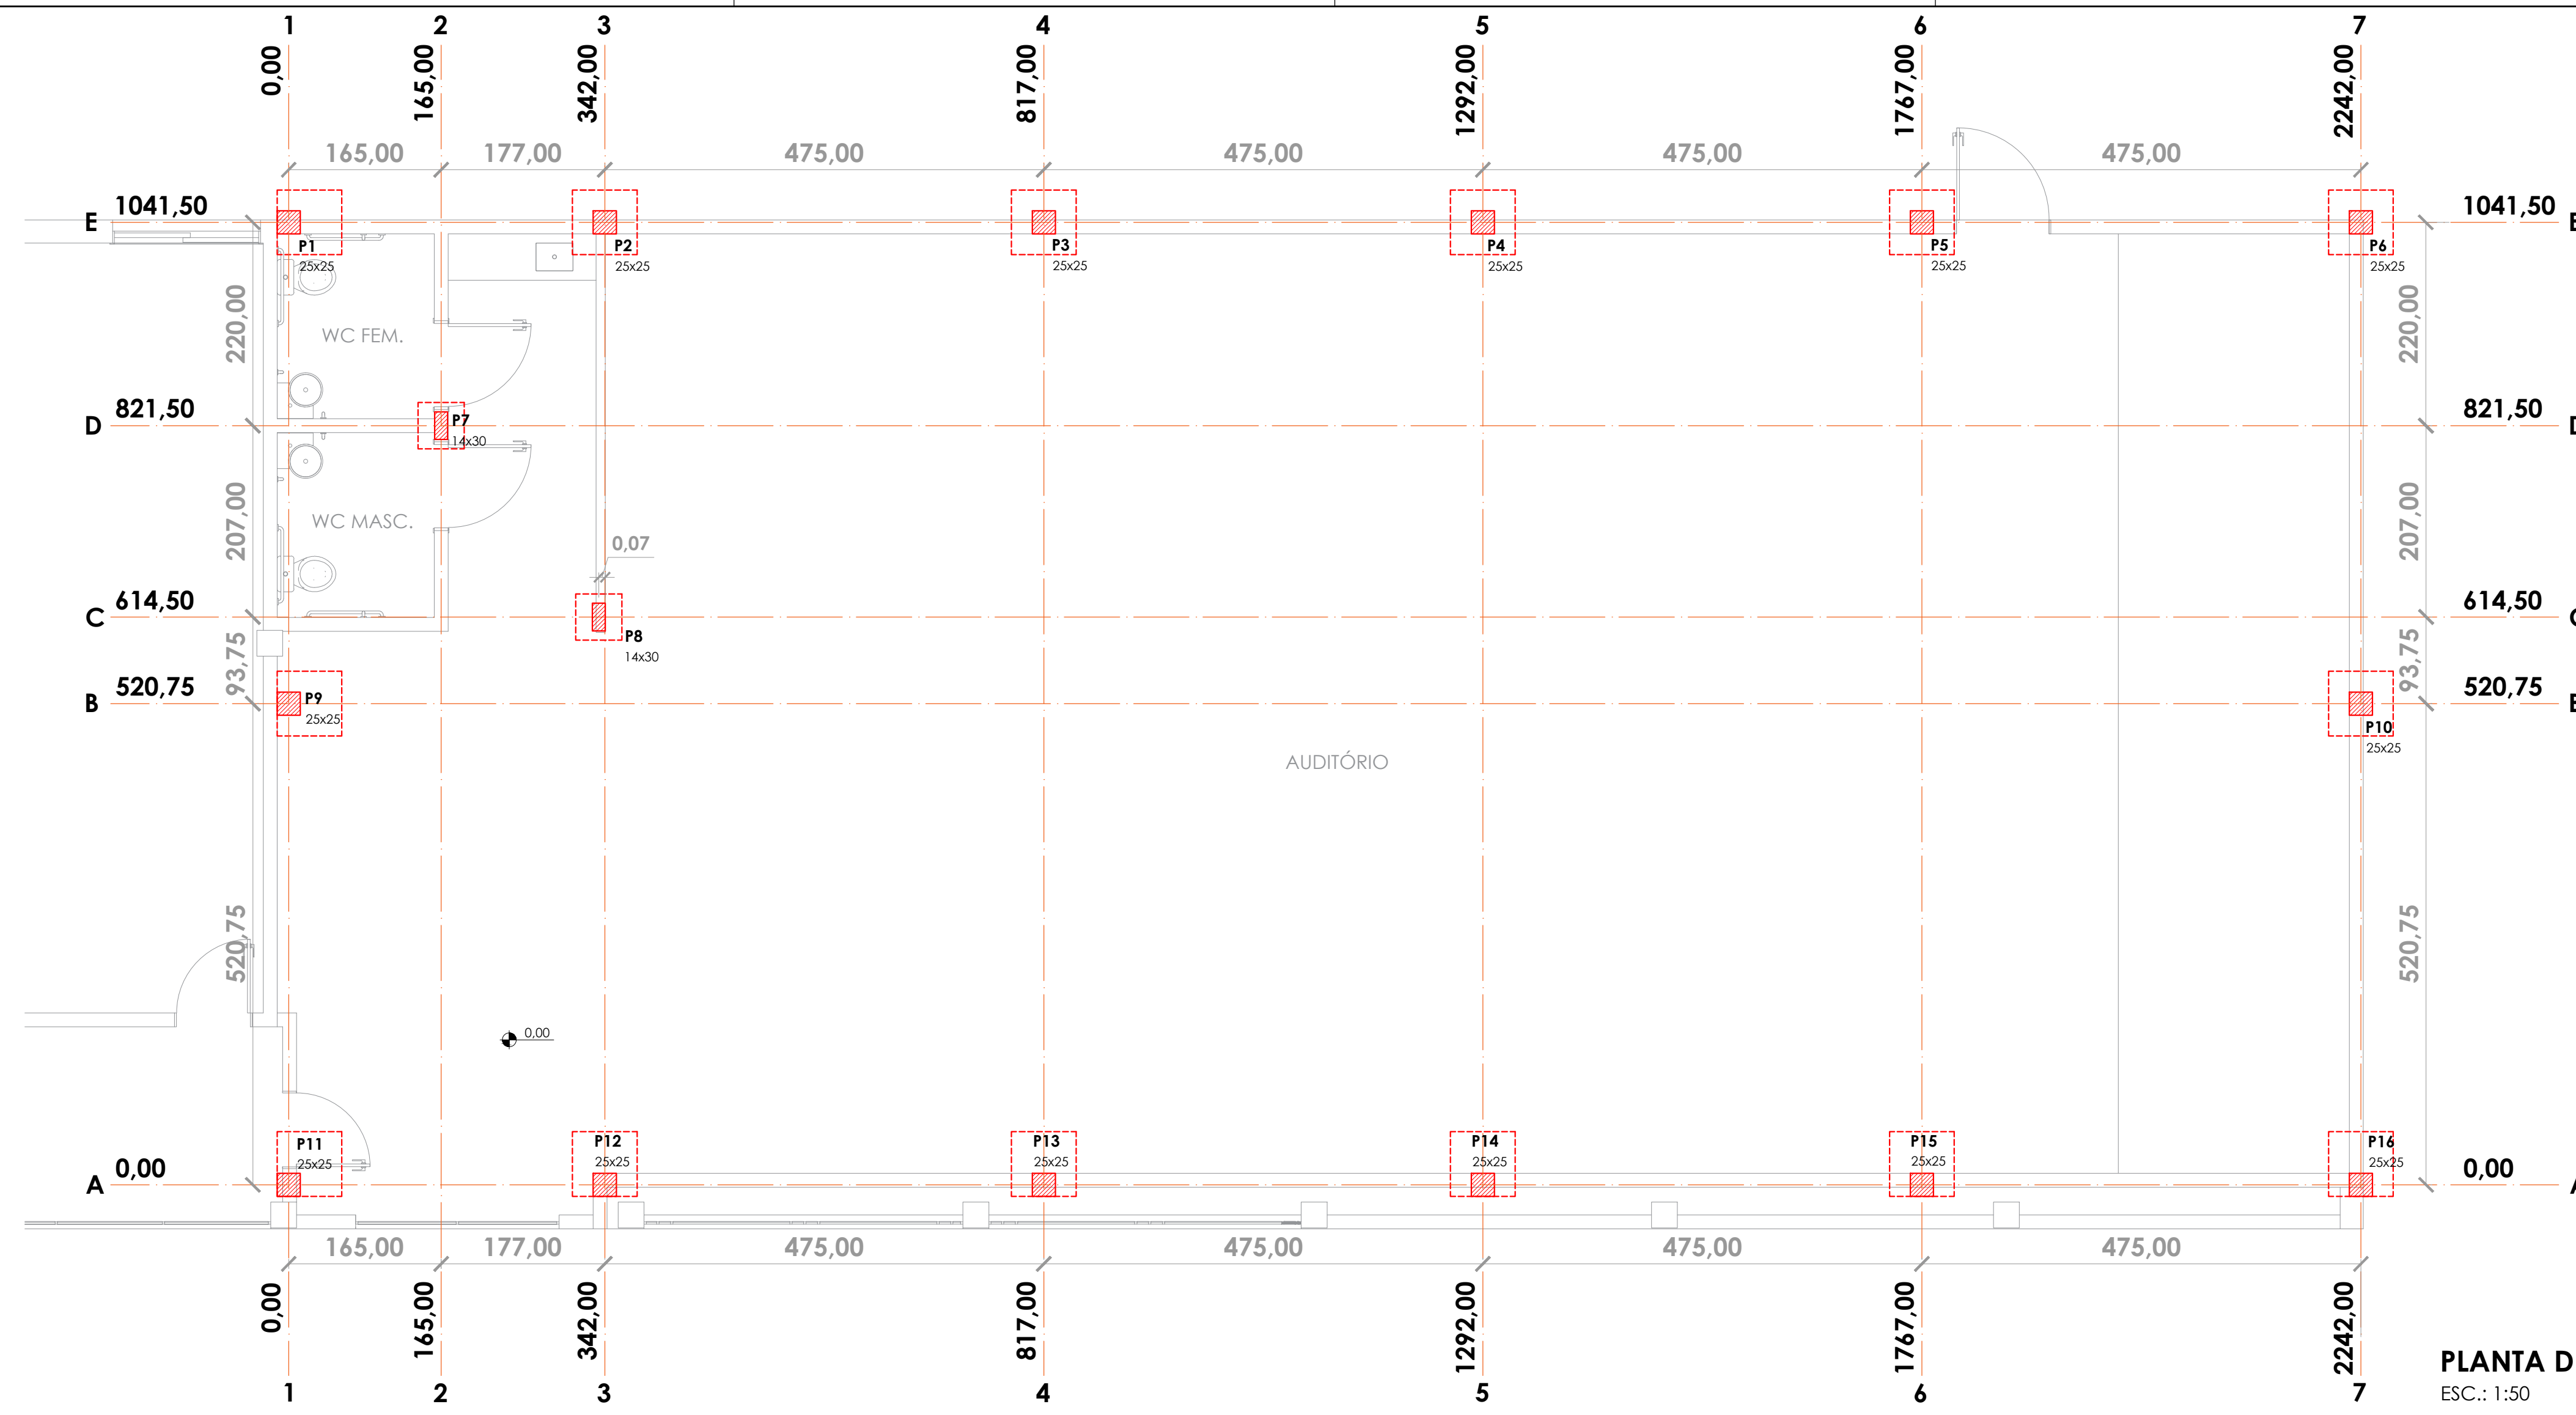 1 2 3 4 5 6 7
0,00 165,00 342,00 817,00 1292,00 1767,00 2242,00
165,00 177,00 475,00 475,00 475,00 475,00
E 1041,50 1041,50
P1 P2 P3 P4 P5 P6
25x25 25x25 25x25 25x25 25x25 25x25
220,00 220,00
WC FEM.
D 821,50 821,50
P7
14x30
207,00 207,00
WC MASC.
0,07
C 614,50 614,50
P8
14x30
93,75 93,75
B 520,75 520,75
P9
25x25
P10
25x25
AUDITÓRIO
520,75 520,75
0,00
P11 P12 P13 P14 P15 P16
25x25 25x25 25x25 25x25 25x25 25x25
A 0,00 0,00
165,00 177,00 475,00 475,00 475,00 475,00
0,00 165,00 342,00 817,00 1292,00 1767,00 2242,00
1 2 3 4 5 6 7
PLANTA D
ESC.: 1:50